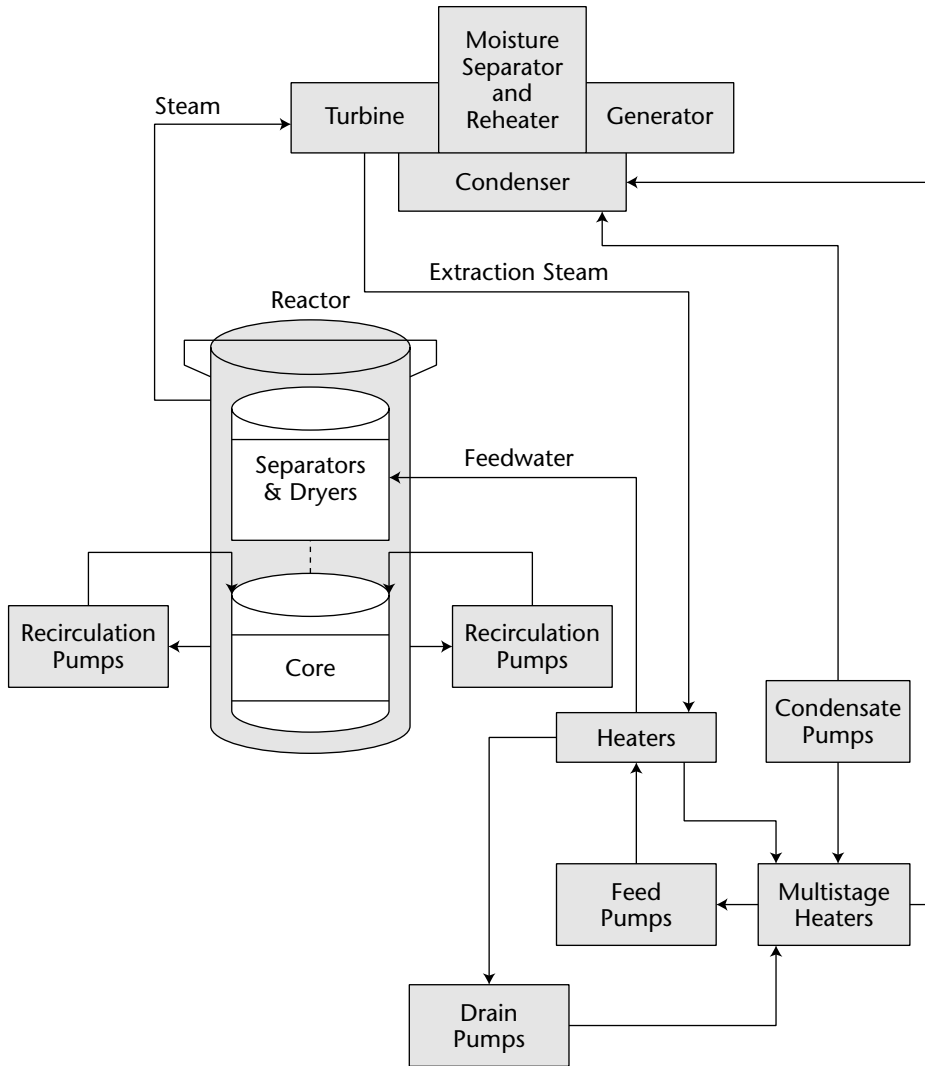 Moisture
Separator
and
Reheater
Steam
Turbine
Generator
Condenser
Extraction Steam
Reactor
Separators
& Dryers
Feedwater
Recirculation
Pumps
Core
Recirculation
Pumps
Heaters
Condensate
Pumps
Feed
Pumps
Multistage
Heaters
Drain
Pumps